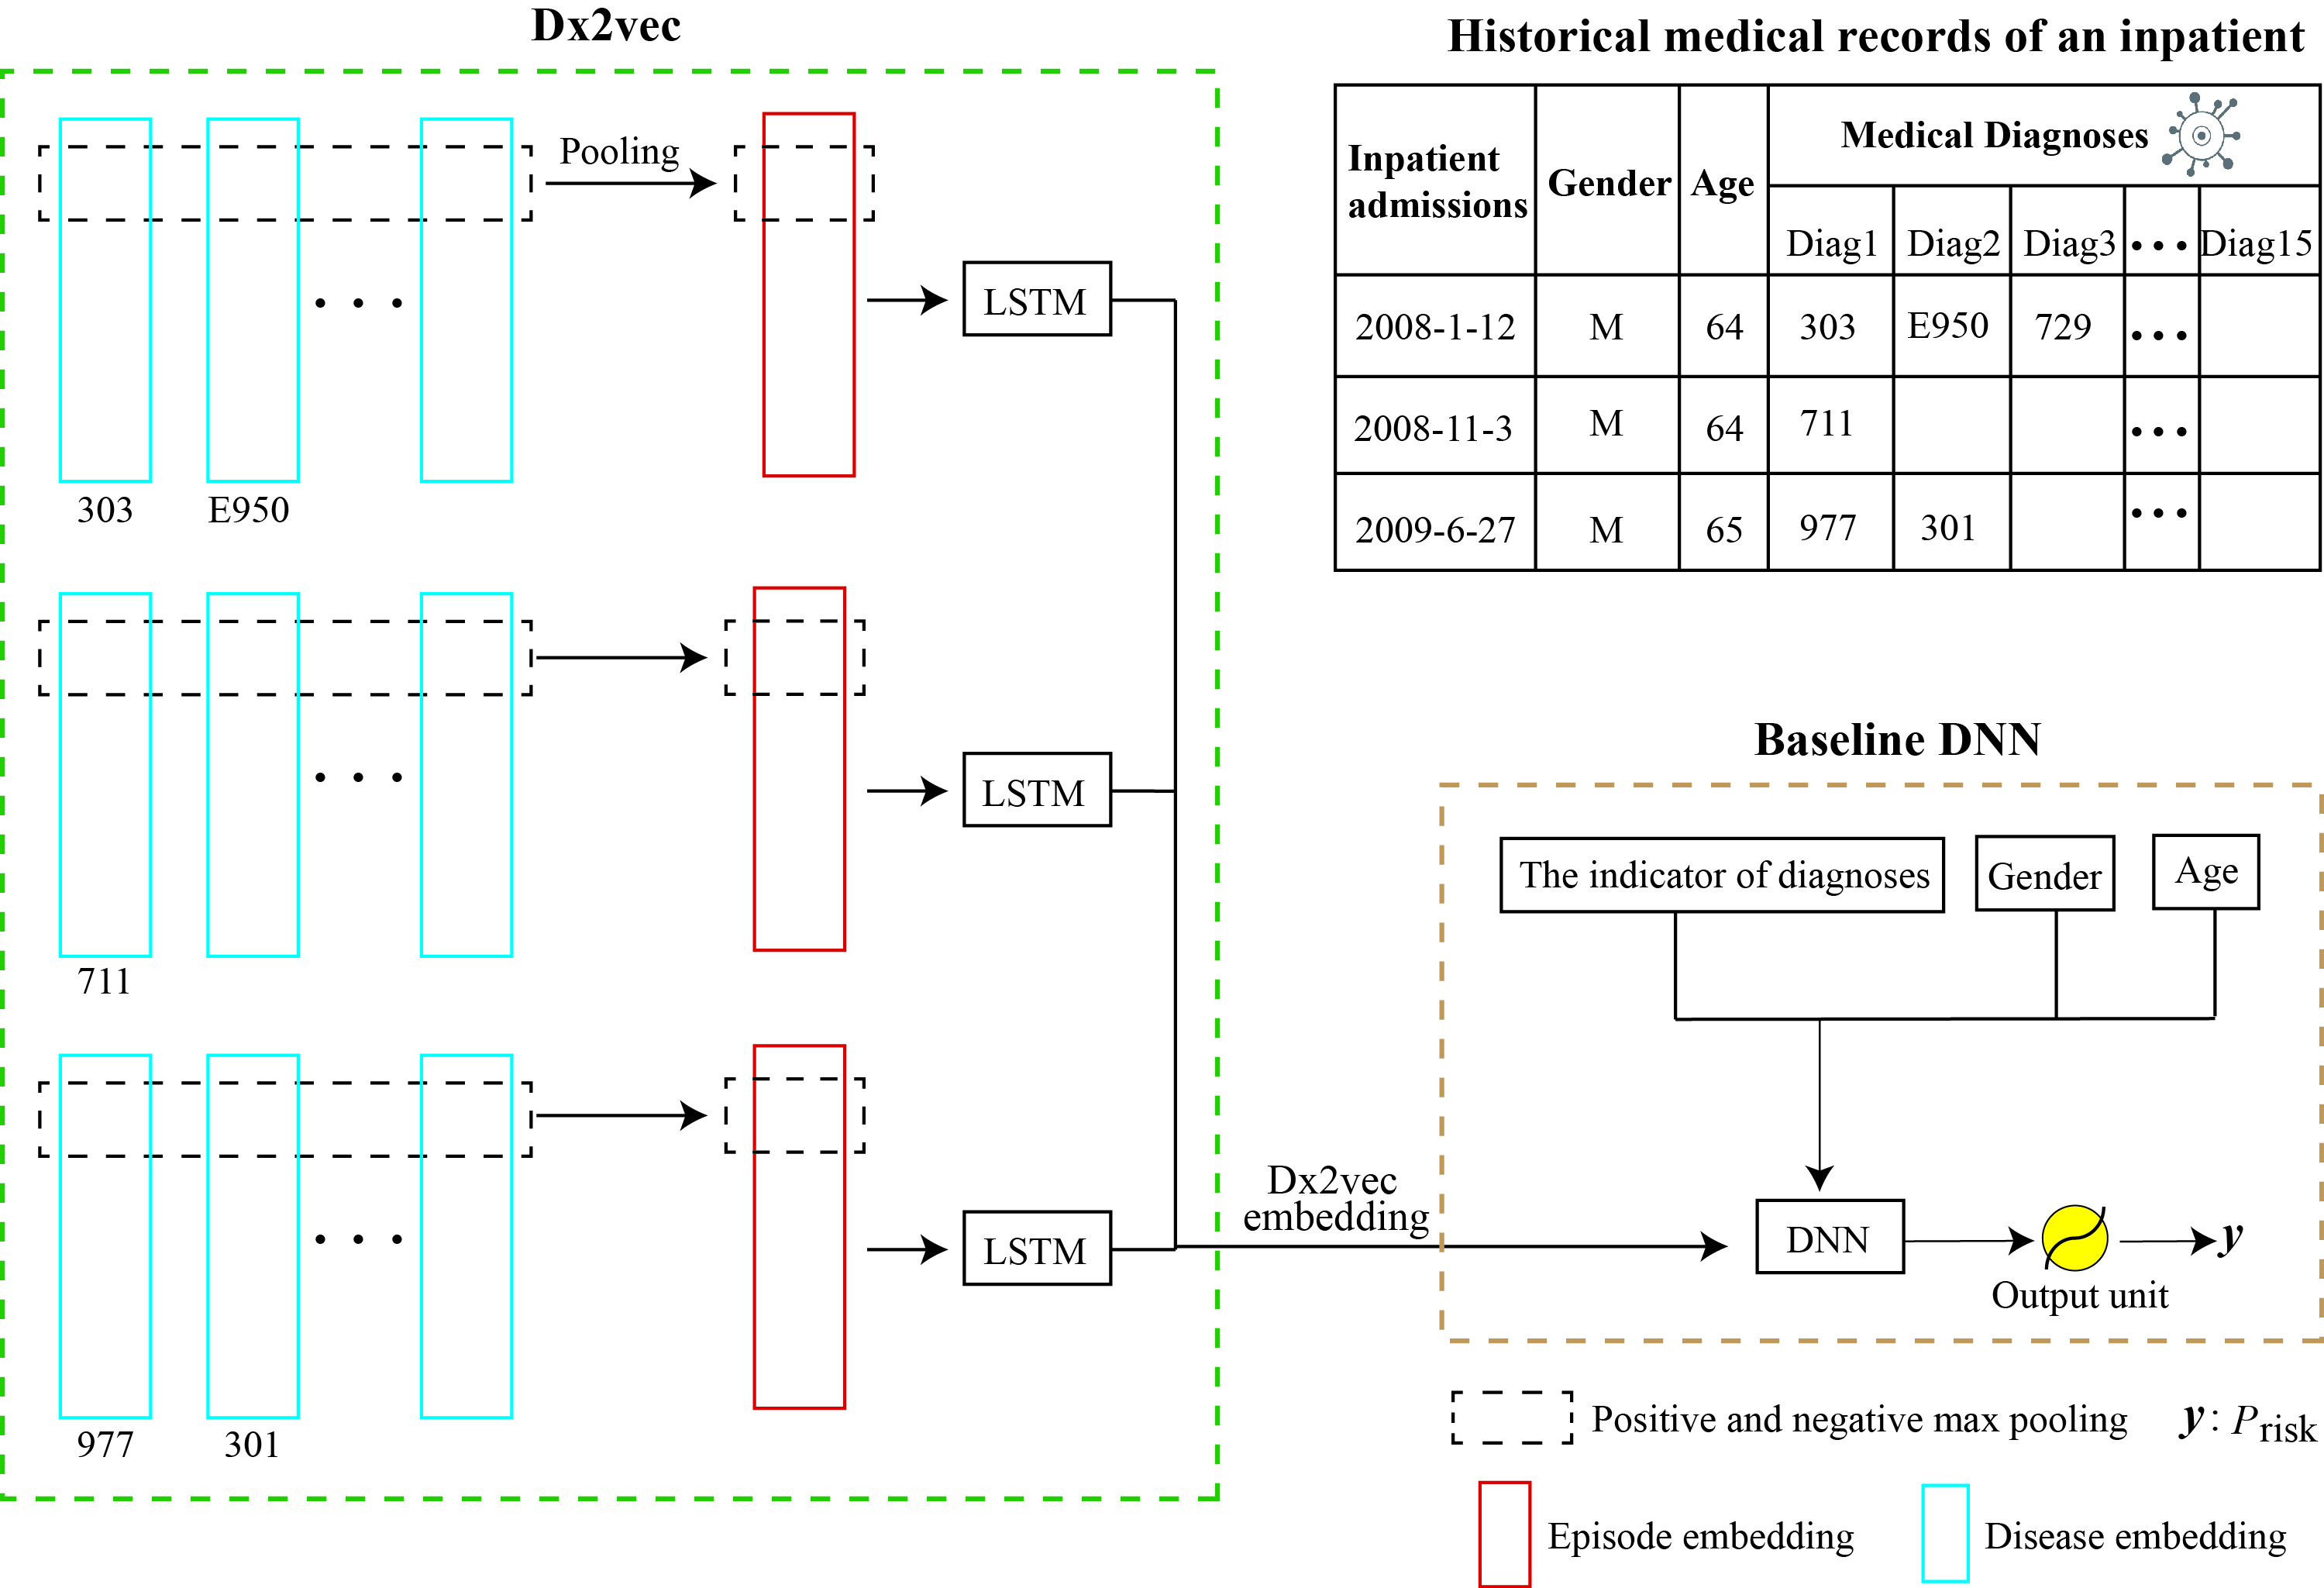 Dx2vec
Pooling
LSTM
303 E950
LSTM
711
LSTM
977 301
Dx2vec
embedding
Historical medical records of an inpatient
Inpatient
admissions
Gender
Age
Medical Diagnoses
Diag1 Diag2 Diag3 ... Diag15
2008-1-12 M 64 303 E950 729 ...
2008-11-3 M 64 711 ...
2009-6-27 M 65 977 301 ...
Baseline DNN
The indicator of diagnoses
Gender
Age
DNN
y
Output unit
Positive and negative max pooling
y: Prisk
Episode embedding
Disease embedding